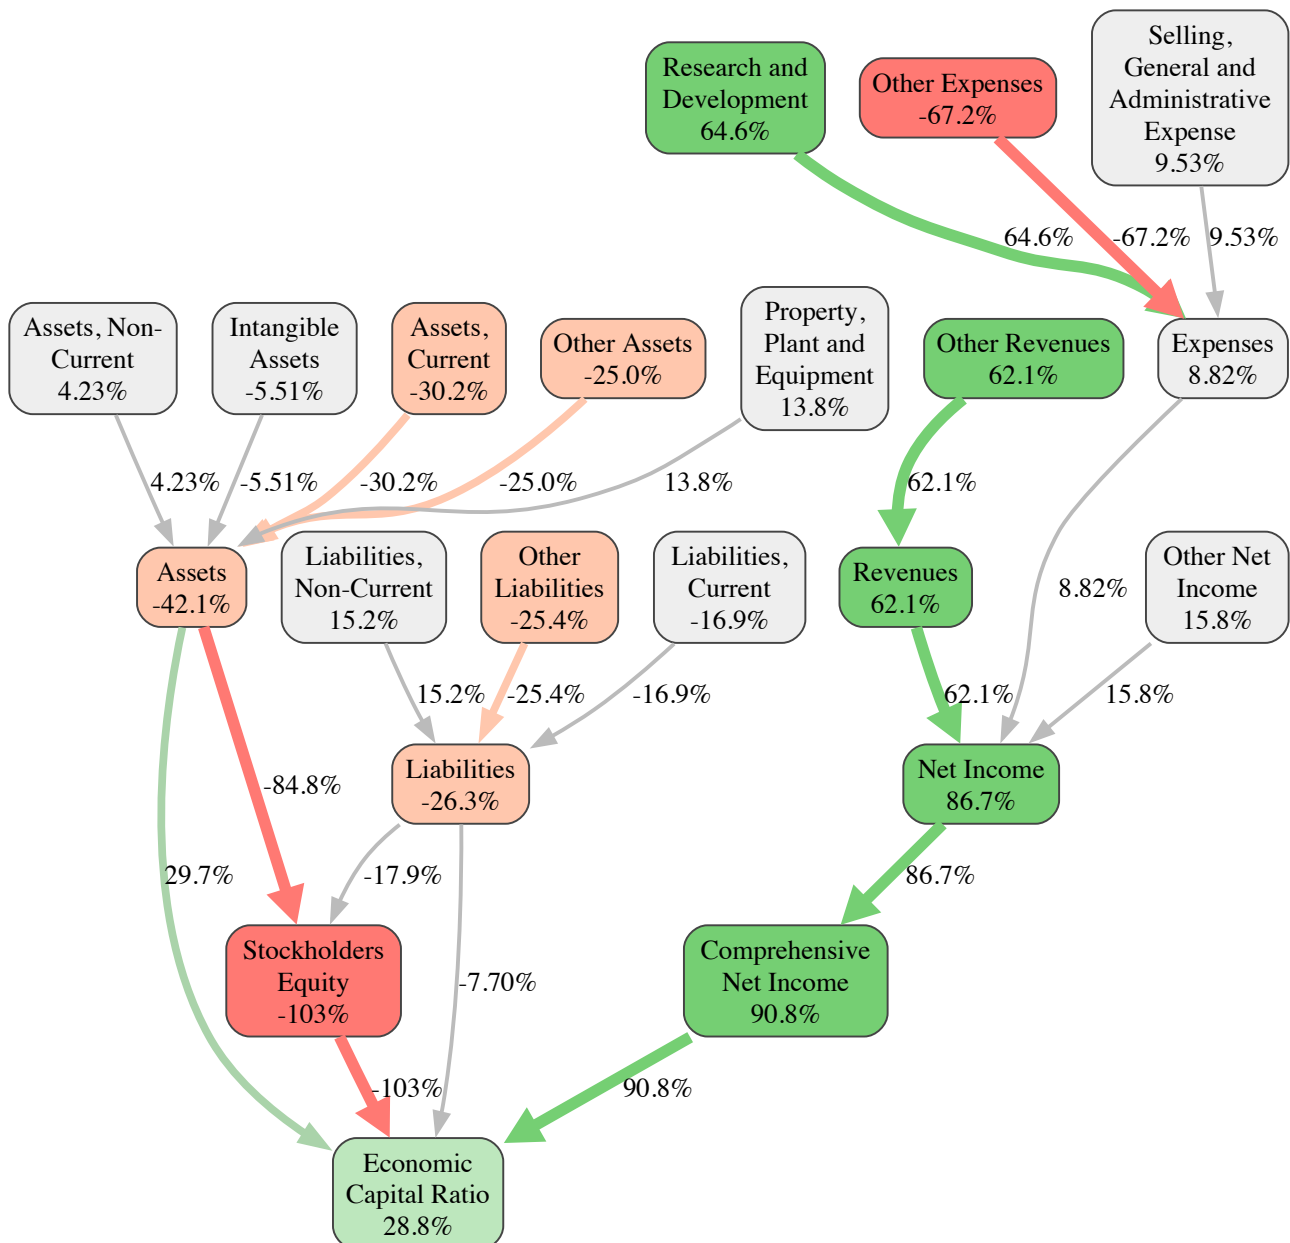 Research and
Development
64.6%
Other Expenses
-67.2%
Selling,
General and
Administrative
Expense
9.53%
64.6%
-67.2%
9.53%
Assets, Non-
Current
4.23%
Intangible
Assets
-5.51%
Assets,
Current
-30.2%
Other Assets
-25.0%
Property,
Plant and
Equipment
13.8%
Other Revenues
62.1%
Expenses
8.82%
4.23%
-5.51%
-30.2%
-25.0%
13.8%
62.1%
Assets
-42.1%
Liabilities,
Non-Current
15.2%
Other
Liabilities
-25.4%
Liabilities,
Current
-16.9%
Revenues
62.1%
8.82%
Other Net
Income
15.8%
15.2%
-25.4%
-16.9%
62.1%
15.8%
-84.8%
Liabilities
-26.3%
Net Income
86.7%
29.7%
-17.9%
86.7%
Stockholders
Equity
-103%
-7.70%
Comprehensive
Net Income
90.8%
-103%
90.8%
Economic
Capital Ratio
28.8%